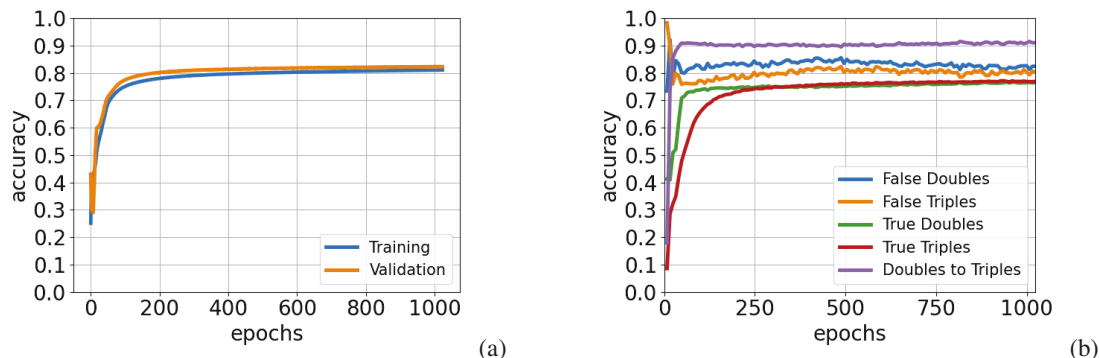 1.0
0.9
0.8
0.7
0.6
0.5
0.4
0.3
0.2
0.1
0.0
accuracy
0 200 400 600 800 1000
epochs
Training
Validation
(a)
1.0
0.9
0.8
0.7
0.6
0.5
0.4
0.3
0.2
0.1
0.0
accuracy
0 250 500 750 1000
epochs
False Doubles
False Triples
True Doubles
True Triples
Doubles to Triples
(b)